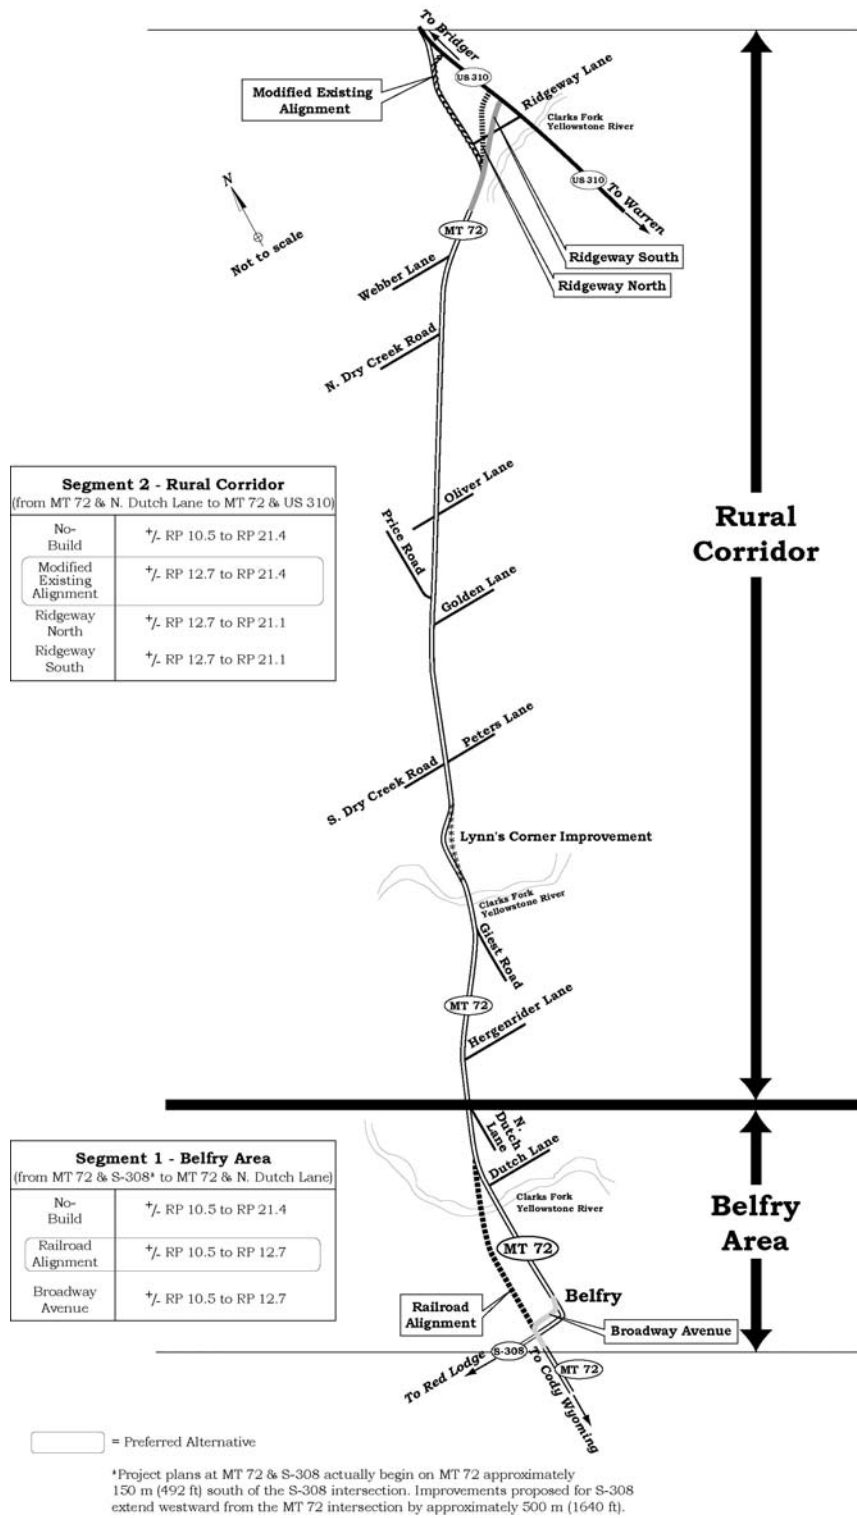 To Bridger
US 310
Ridgeway Lane
Modified Existing
Alignment
Clarks Fork
Yellowstone River
N
Not to scale
US 310
To Warren
MT 72
Ridgeway South
Ridgeway North
Webber Lane
N. Dry Creek Road
Segment 2 - Rural Corridor
(from MT 72 & N. Dutch Lane to MT 72 & US 310)
No-
Build
+/- RP 10.5 to RP 21.4
Modified
Existing
Alignment
+/- RP 12.7 to RP 21.4
Ridgeway
North
+/- RP 12.7 to RP 21.1
Ridgeway
South
+/- RP 12.7 to RP 21.1
Oliver Lane
Price Road
Golden Lane
Rural
Corridor
Peters Lane
S. Dry Creek Road
Lynn's Corner Improvement
Clarks Fork
Yellowstone River
Giest Road
MT 72
Hergenrider Lane
N.
Dutch
Lane
Dutch Lane
Segment 1 - Belfry Area
(from MT 72 & S-308* to MT 72 & N. Dutch Lane)
No-
Build
+/- RP 10.5 to RP 21.4
Railroad
Alignment
+/- RP 10.5 to RP 12.7
Broadway
Avenue
+/- RP 10.5 to RP 12.7
Clarks Fork
Yellowstone River
MT 72
Belfry
Area
Belfry
Railroad
Alignment
Broadway Avenue
S-308
To Red Lodge
MT 72
To Cody Wyoming
= Preferred Alternative
*Project plans at MT 72 & S-308 actually begin on MT 72 approximately
150 m (492 ft) south of the S-308 intersection. Improvements proposed for S-308
extend westward from the MT 72 intersection by approximately 500 m (1640 ft).